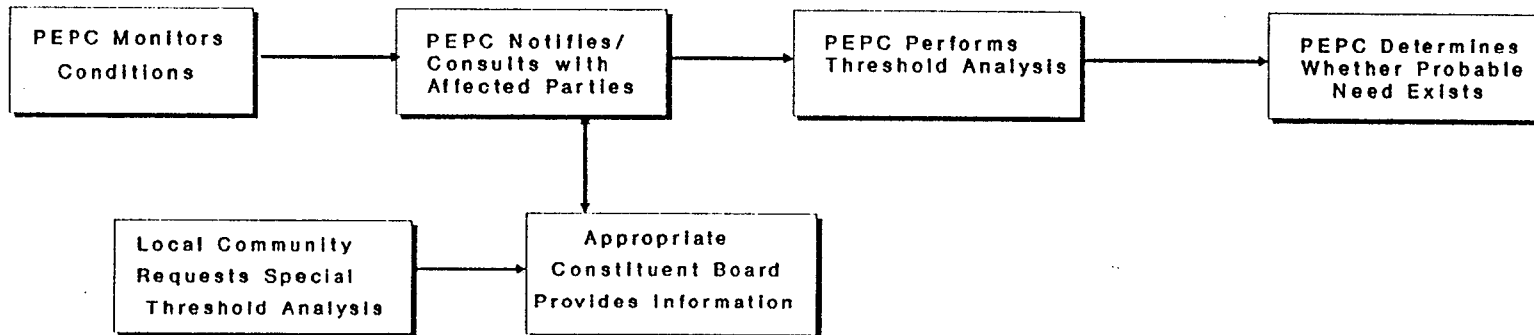 PEPC Monitors
Conditions
PEPC Notifies/
Consults with
Affected Parties
PEPC Performs
Threshold Analysis
PEPC Determines
Whether Probable
Need Exists
Local Community
Requests Special
Threshold Analysis
Appropriate
Constituent Board
Provides Information